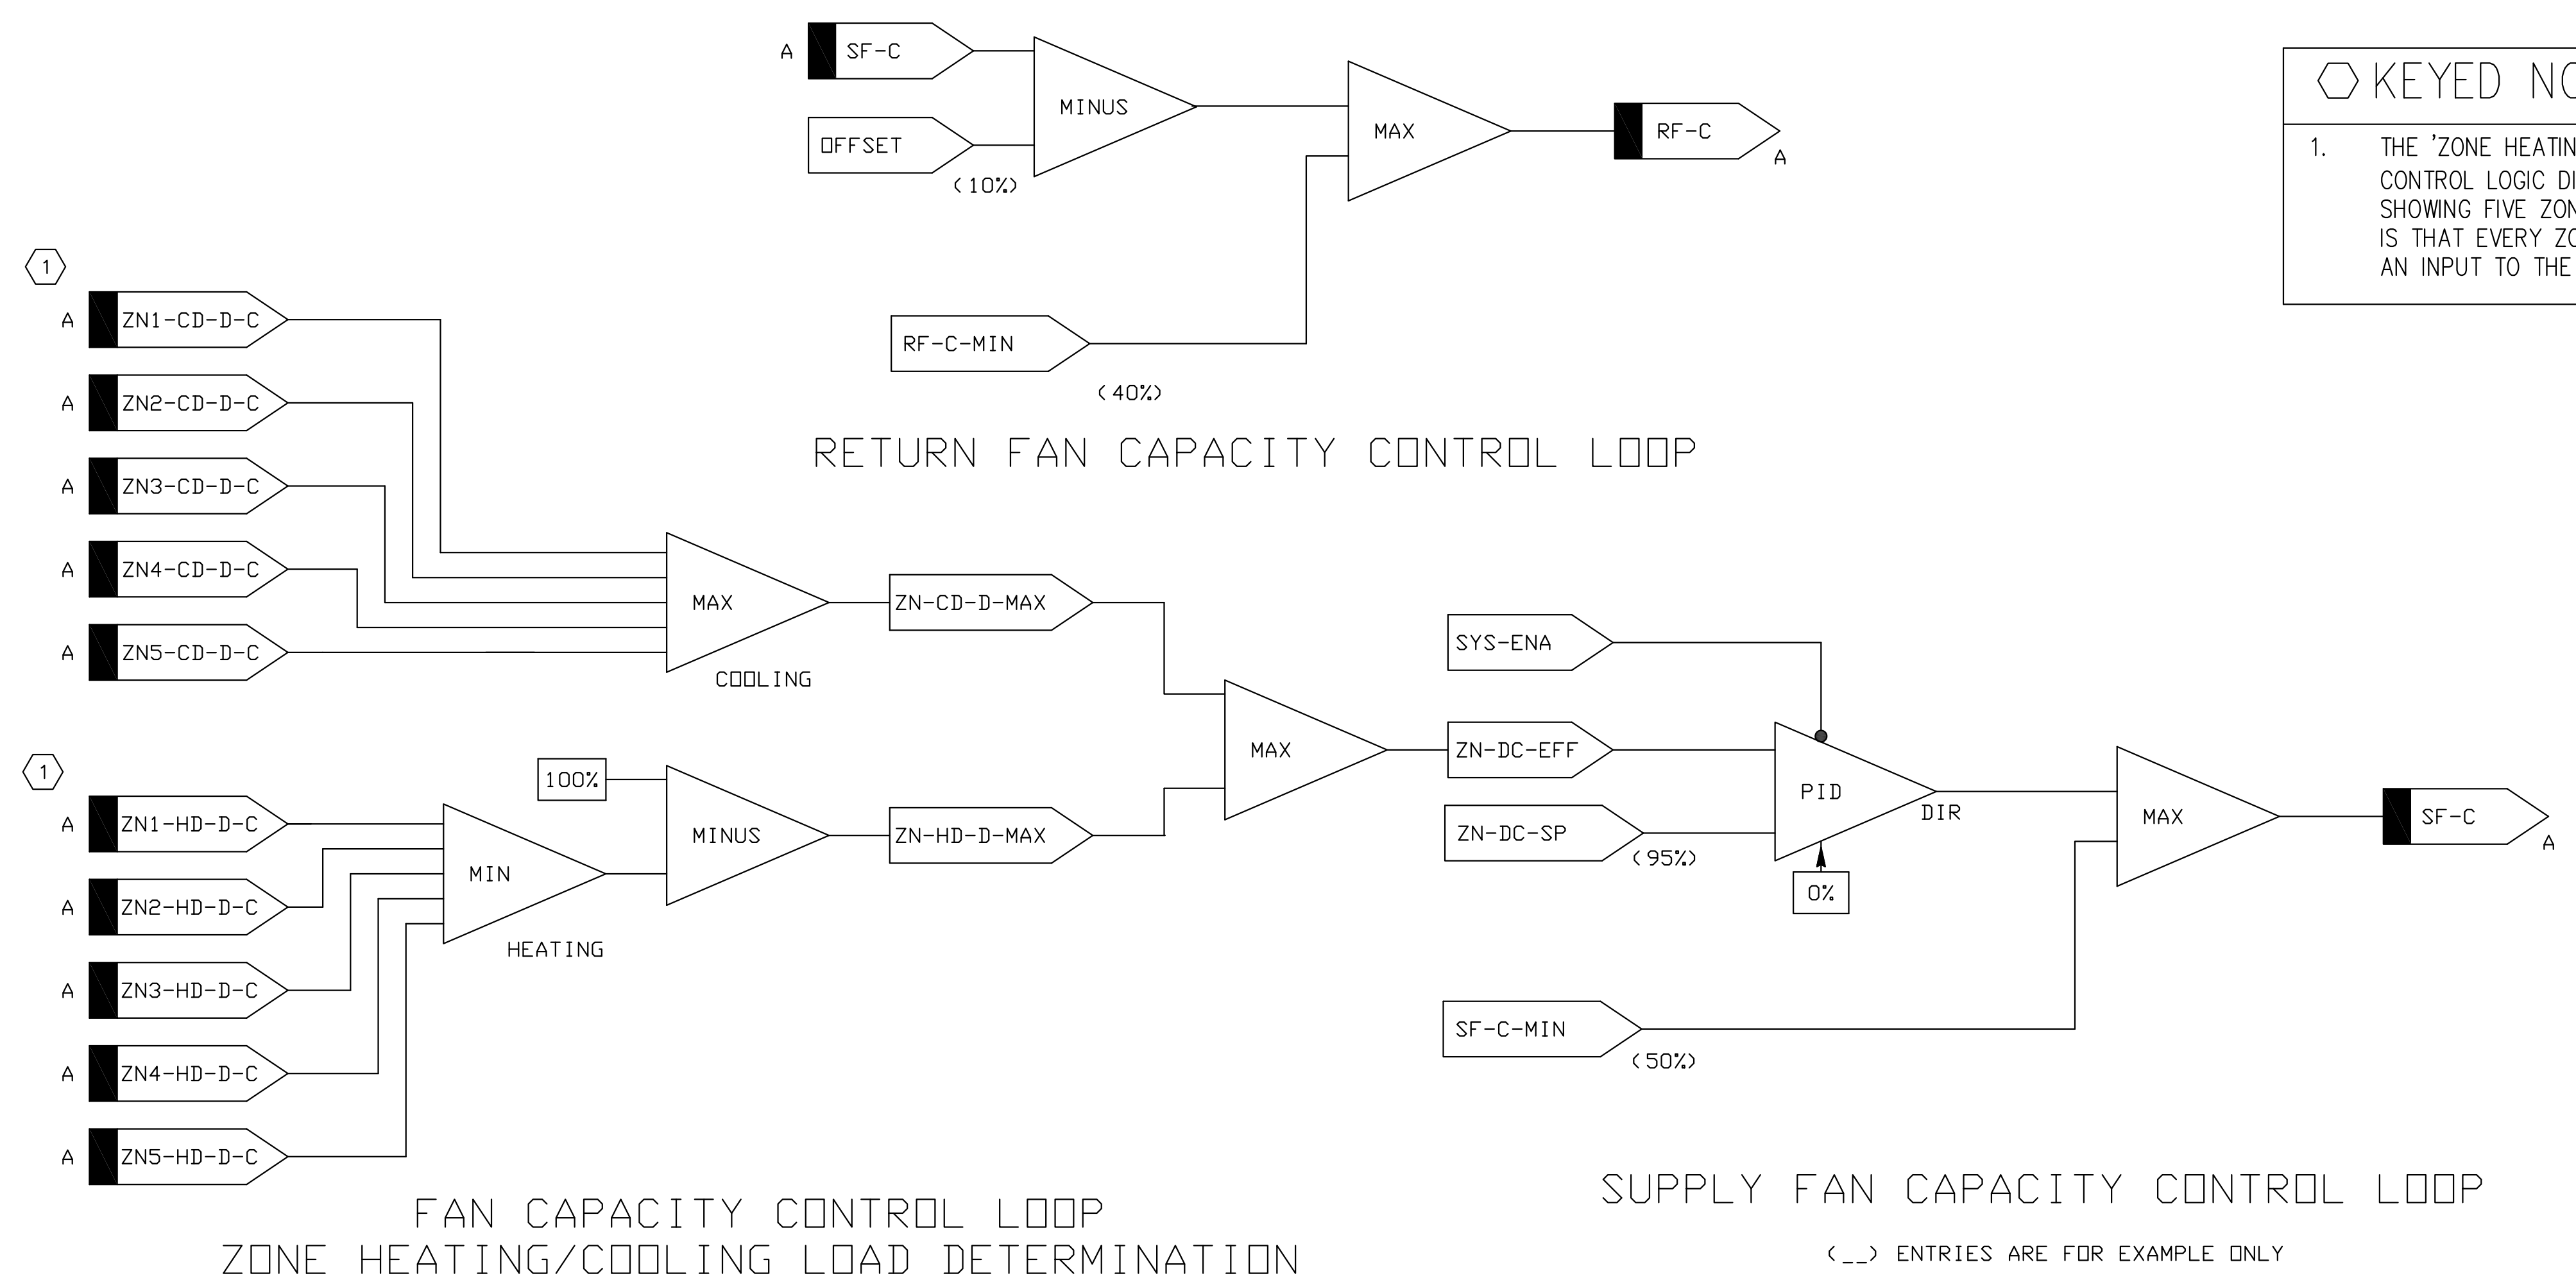 A SF-C
OFFSET
(10%)
MINUS
MAX
RF-C
A
RF-C-MIN
(40%)
RETURN FAN CAPACITY CONTROL LOOP
KEYED
1. THE 'ZONE
CONTROL LOGIC
SHOWING FIVE
IS THAT EVERY
AN INPUT TO THE
1
A ZN1-CD-D-C
A ZN2-CD-D-C
A ZN3-CD-D-C
A ZN4-CD-D-C
A ZN5-CD-D-C
MAX
COOLING
ZN-CD-D-MAX
1
A ZN1-HD-D-C
A ZN2-HD-D-C
A ZN3-HD-D-C
A ZN4-HD-D-C
A ZN5-HD-D-C
MIN
HEATING
100%
MINUS
ZN-HD-D-MAX
MAX
FAN CAPACITY CONTROL LOOP
ZONE HEATING/COOLING LOAD DETERMINATION
SYS-ENA
ZN-DC-EFF
ZN-DC-SP
(95%)
PID
DIR
0%
SF-C-MIN
(50%)
MAX
SF-C
A
SUPPLY FAN CAPACITY CONTROL LOOP
(__) ENTRIES ARE FOR EXAMPLE ONLY